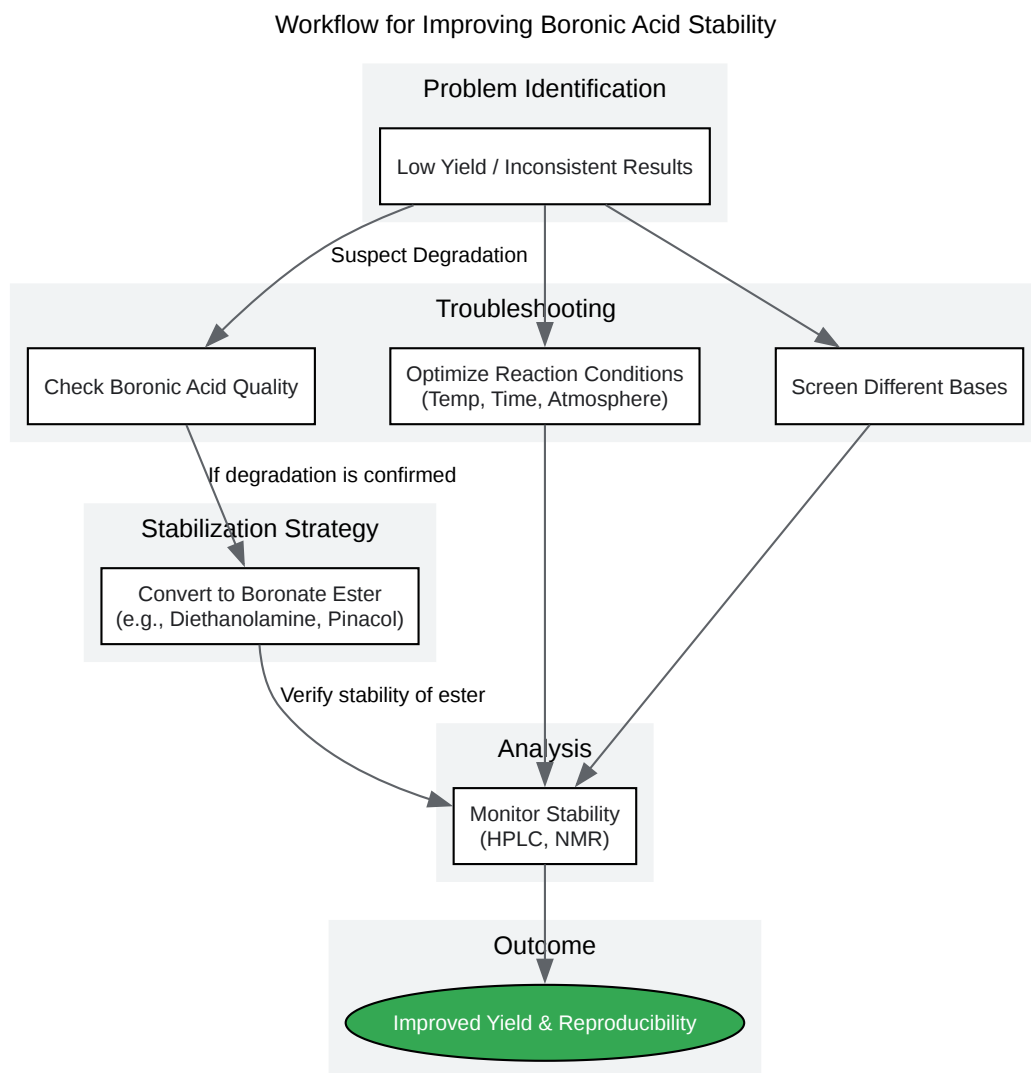 Workflow for Improving Boronic Acid Stability
Problem Identification
Low Yield / Inconsistent Results
Suspect Degradation
Troubleshooting
Check Boronic Acid Quality
Optimize Reaction Conditions
(Temp, Time, Atmosphere)
Screen Different Bases
If degradation is confirmed
Stabilization Strategy
Convert to Boronate Ester
(e.g., Diethanolamine, Pinacol)
Verify stability of ester
Analysis
Monitor Stability
(HPLC, NMR)
Outcome
Improved Yield & Reproducibility